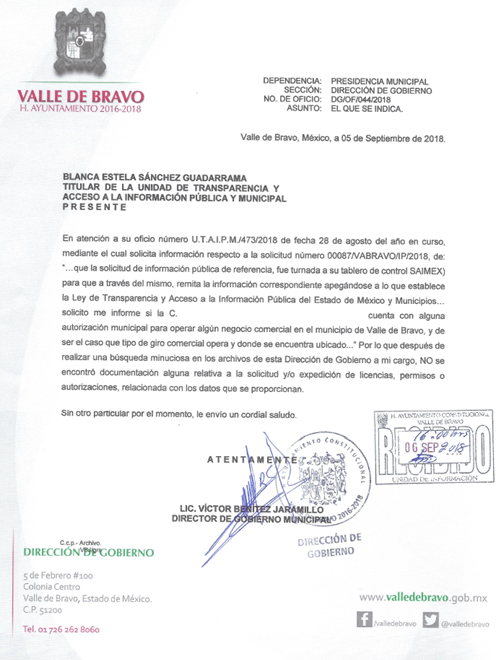 VALLE DE BRAVO
H. AYUNTAMIENTO 2016-2018
DEPENDENCIA: PRESIDENCIA MUNICIPAL
SECCIÓN: DIRECCIÓN DE GOBIERNO
NO. DE OFICIO: DG/OF/044/2018
ASUNTO: EL QUE SE INDICA.
Valle de Bravo, México, a 05 de Septiembre de 2018.
BLANCA ESTELA SÁNCHEZ GUADARRAMA
TITULAR DE LA UNIDAD DE TRANSPARENCIA Y
ACCESO A LA INFORMACIÓN PÚBLICA Y MUNICIPAL
P R E S E N T E
En atención a su oficio número U.T.A.I.P.M./473/2018 de fecha 28 de agosto del año en curso,
mediante el cual solicita información respecto a la solicitud número 00087/VABRAVO/IP/2018, de:
"…que la solicitud de información pública de referencia, fue turnada a su tablero de control SAIMEX)
para que a través del mismo, remita la información correspondiente apegándose a lo que establece
la Ley de Transparencia y Acceso a la Información Pública del Estado de México y Municipios…
solicito me informe si la C. cuenta con alguna
autorización municipal para operar algún negocio comercial en el municipio de Valle de Bravo, y de
ser el caso que tipo de giro comercial opera y donde se encuentra ubicado..." Por lo que después de
realizar una búsqueda minuciosa en los archivos de esta Dirección de Gobierno a mi cargo, NO se
encontró documentación alguna relativa a la solicitud y/o expedición de licencias, permisos o
autorizaciones, relacionada con los datos que se proporcionan.
Sin otro particular por el momento, le envío un cordial saludo.
H. AYUNTAMIENTO CONSTITUCIONAL
VALLE DE BRAVO
RECIBIDO
16:00 hrs
06 SEP 2018
UNIDAD DE INFORMACIÓN
A T E N T A M E N T E
AYUNTAMIENTO CONSTITUCIONAL
BRAVO 2016-2018
LIC. VÍCTOR BENÍTEZ JARAMILLO
DIRECTOR DE GOBIERNO MUNICIPAL
DIRECCIÓN DE
GOBIERNO
C.c.p.- Archivo.
DIRECCIÓN DE GOBIERNO
5 de Febrero #100
Colonia Centro
Valle de Bravo, Estado de México.
C.P. 51200
Tel. 01 726 262 8060
www.valledebravo.gob.mx
/valledebravo
@valledebravo